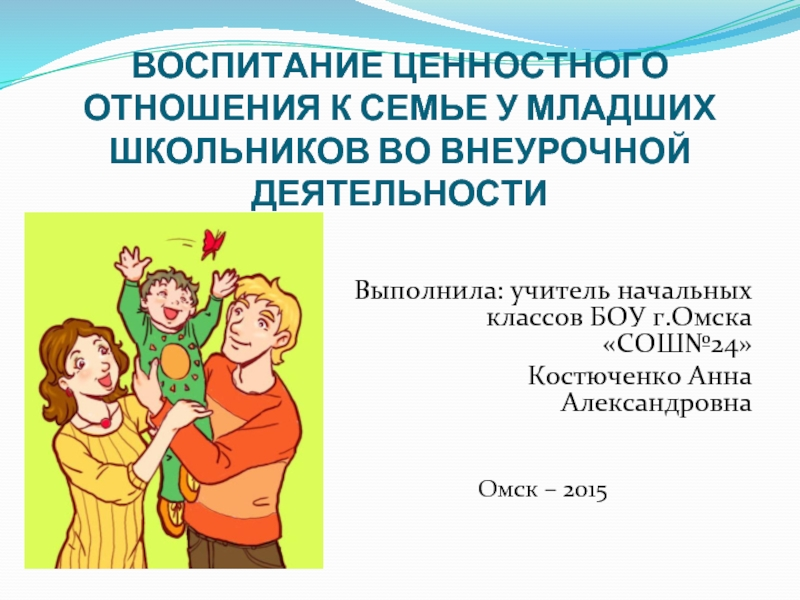 ВОСПИТАНИЕ ЦЕННОСТНОГО
ОТНОШЕНИЯ К СЕМЬЕ У МЛАДШИХ
ШКОЛЬНИКОВ ВО ВНЕУРОЧНОЙ
ДЕЯТЕЛЬНОСТИ
Выполнила: учитель начальных
классов БОУ г.Омска
«СОШ№24»
Костюченко Анна
Александровна
Омск – 2015